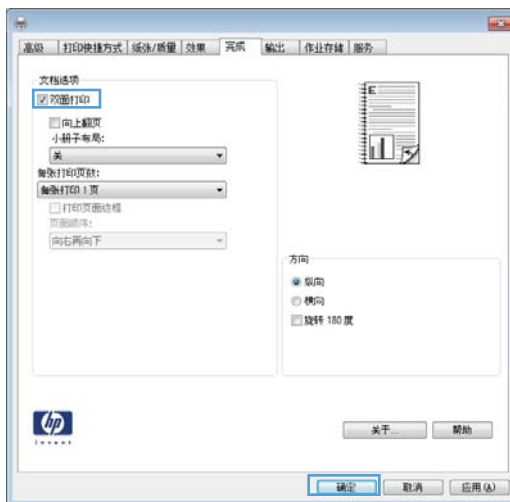 高级 打印快捷方式 纸张/质量 效果 完成 输出 作业存储 服务
文档选项
双面打印
向上翻页
小册子布局:
关
每张打印页数:
每张打印 1 页
打印页面边框
页面顺序:
向右再向下
E
方向
纵向
横向
旋转 180 度
hp
invent
关于... 帮助
确定 取消 应用(A)